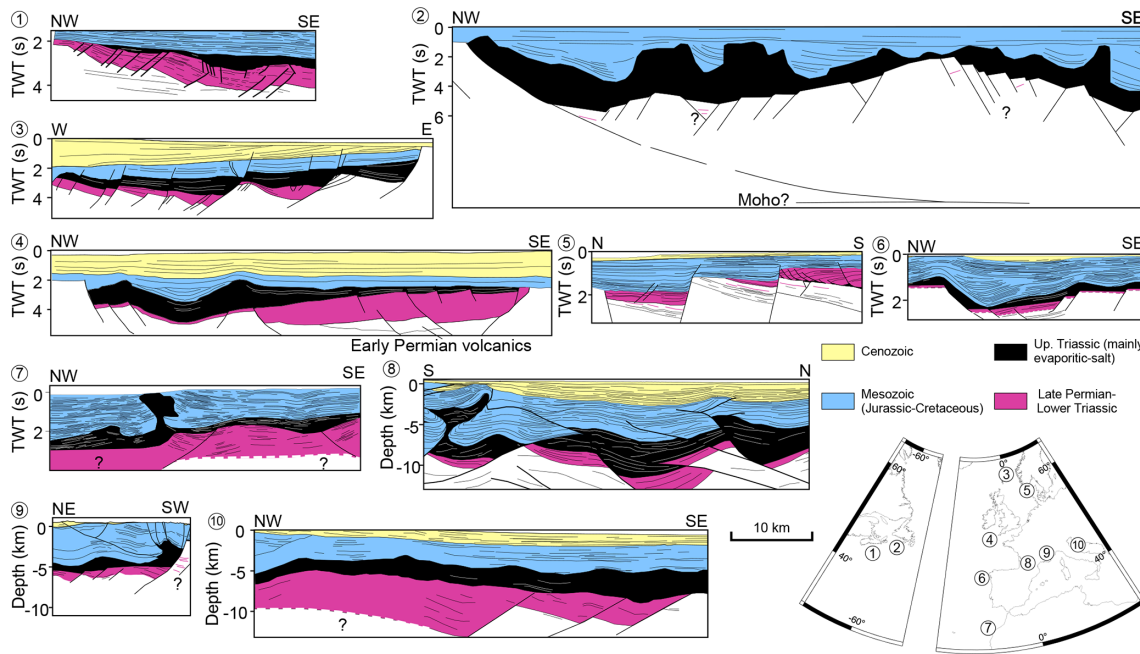 ① NW SE
2
4
TWT (s)
② NW SE
0
2
4
6
TWT (s)
?
?
Moho?
③ W E
0
2
4
TWT (s)
④ NW SE
0
2
4
TWT (s)
Early Permian volcanics
⑤ N S
0
2
TWT (s)
⑥ NW SE
0
2
TWT (s)
Cenozoic
Up. Triassic (mainly
evaporitic-salt)
Mesozoic
(Jurassic-Cretaceous)
Late Permian-
Lower Triassic
⑦ NW SE
0
2
TWT (s)
?
?
⑧ S N
0
-5
-10
Depth (km)
⑨ NE SW
0
-5
-10
Depth (km)
?
⑩ NW SE
0
-5
-10
Depth (km)
?
10 km
-60°
60°
0°
60°
③
⑤
④
①
②
⑨
⑩
⑧
⑥
⑦
40°
40°
-60°
0°